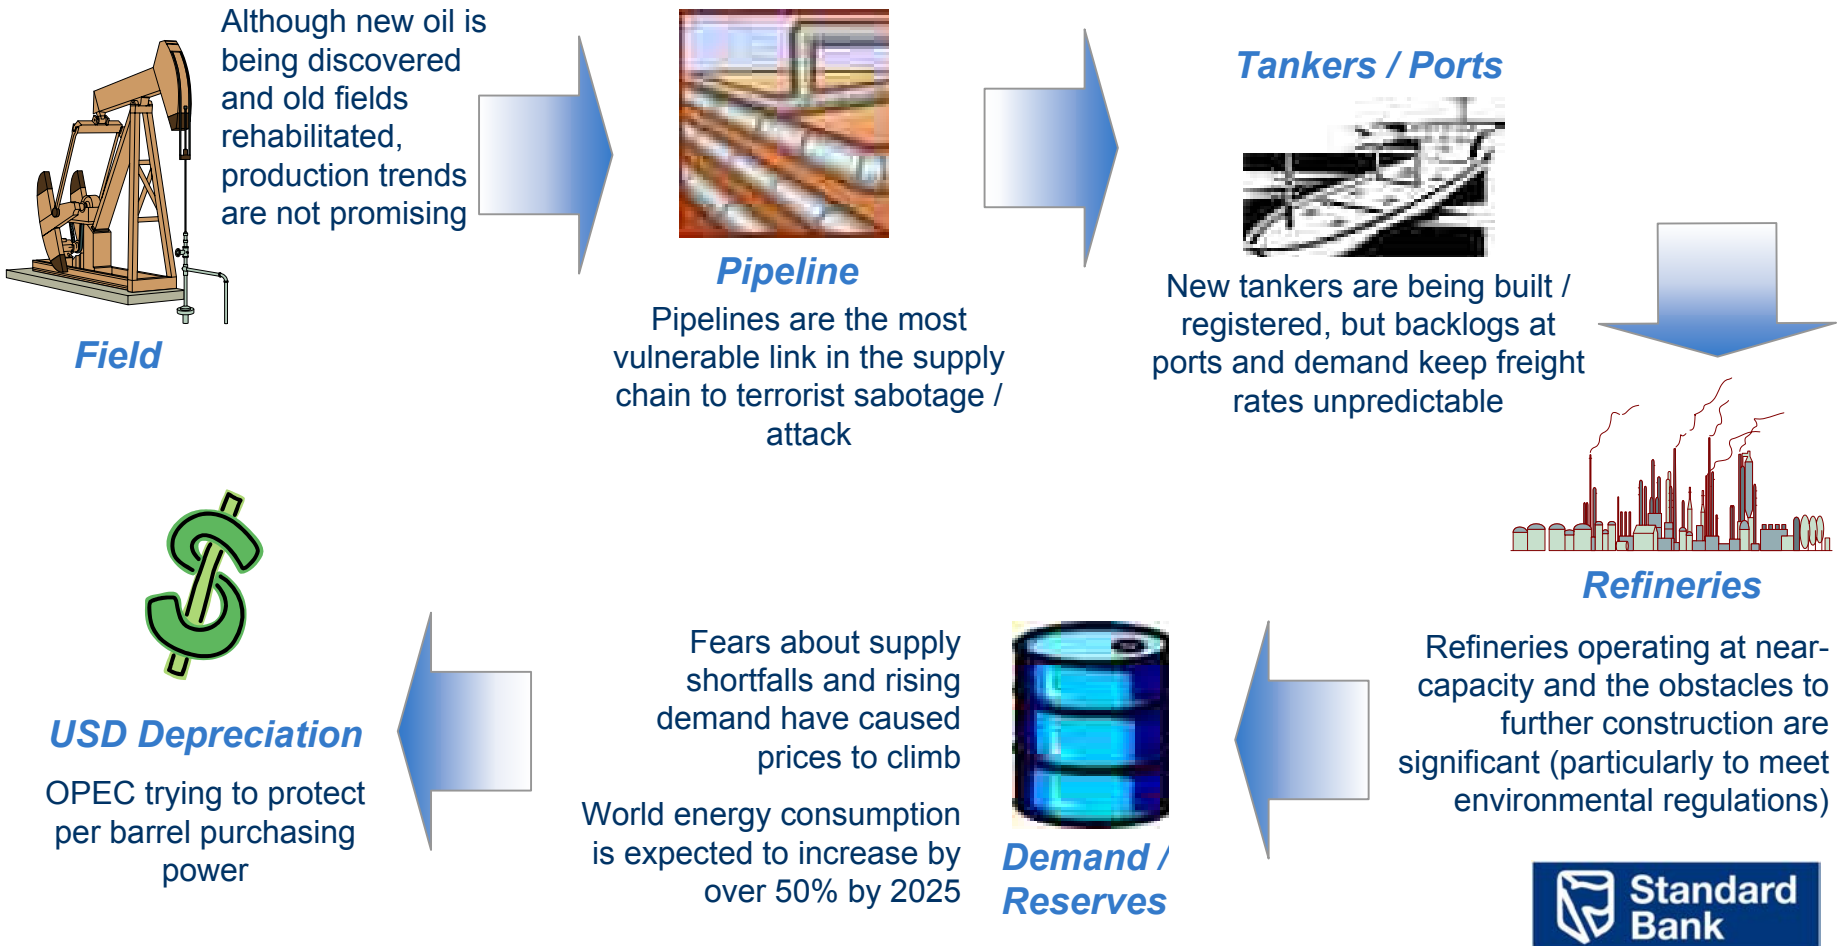 Although new oil is
being discovered
and old fields
rehabilitated,
production trends
are not promising
Field
Pipeline
Pipelines are the most
vulnerable link in the supply
chain to terrorist sabotage /
attack
Tankers / Ports
New tankers are being built /
registered, but backlogs at
ports and demand keep freight
rates unpredictable
Refineries
Refineries operating at near-
capacity and the obstacles to
further construction are
significant (particularly to meet
environmental regulations)
Fears about supply
shortfalls and rising
demand have caused
prices to climb
World energy consumption
is expected to increase by
over 50% by 2025
Demand /
Reserves
USD Depreciation
OPEC trying to protect
per barrel purchasing
power
Standard
Bank